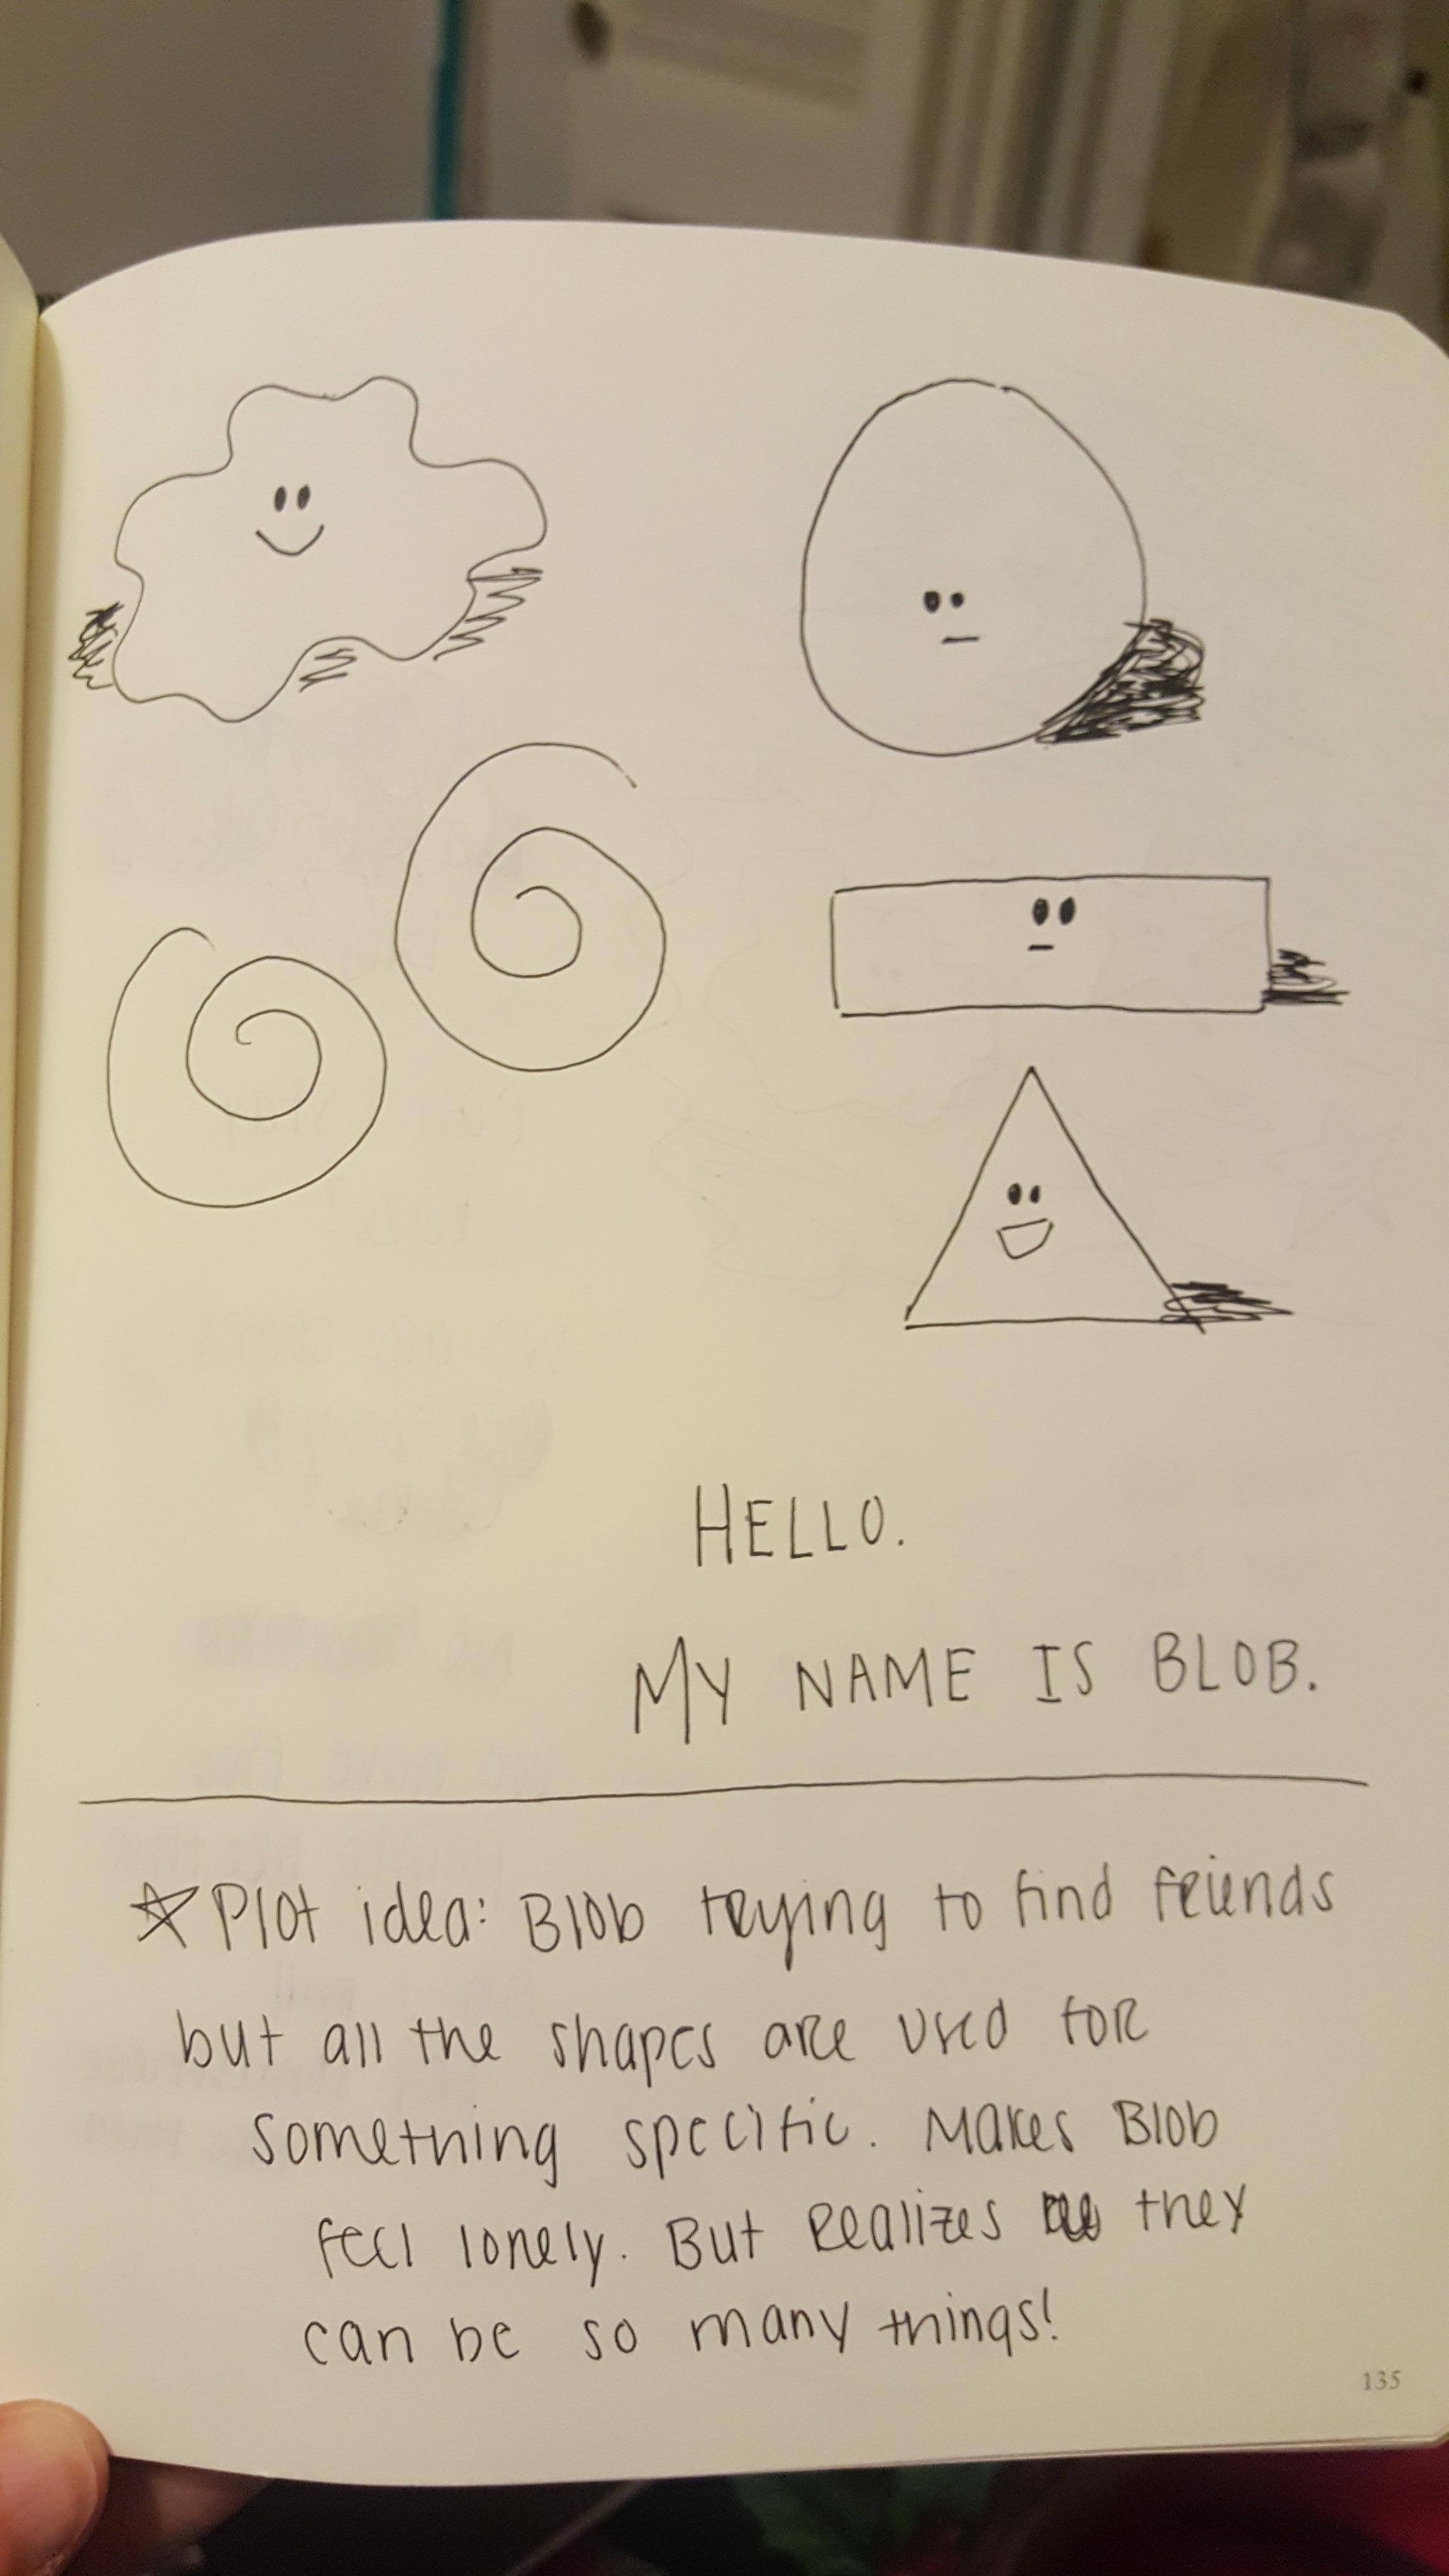 HELLO.
MY NAME IS BLOB.
Plot idea: Blob trying to find friends
but all the shapes are used for
something specific. Makes Blob
feel lonely. But Realizes they
can be so many things!
135